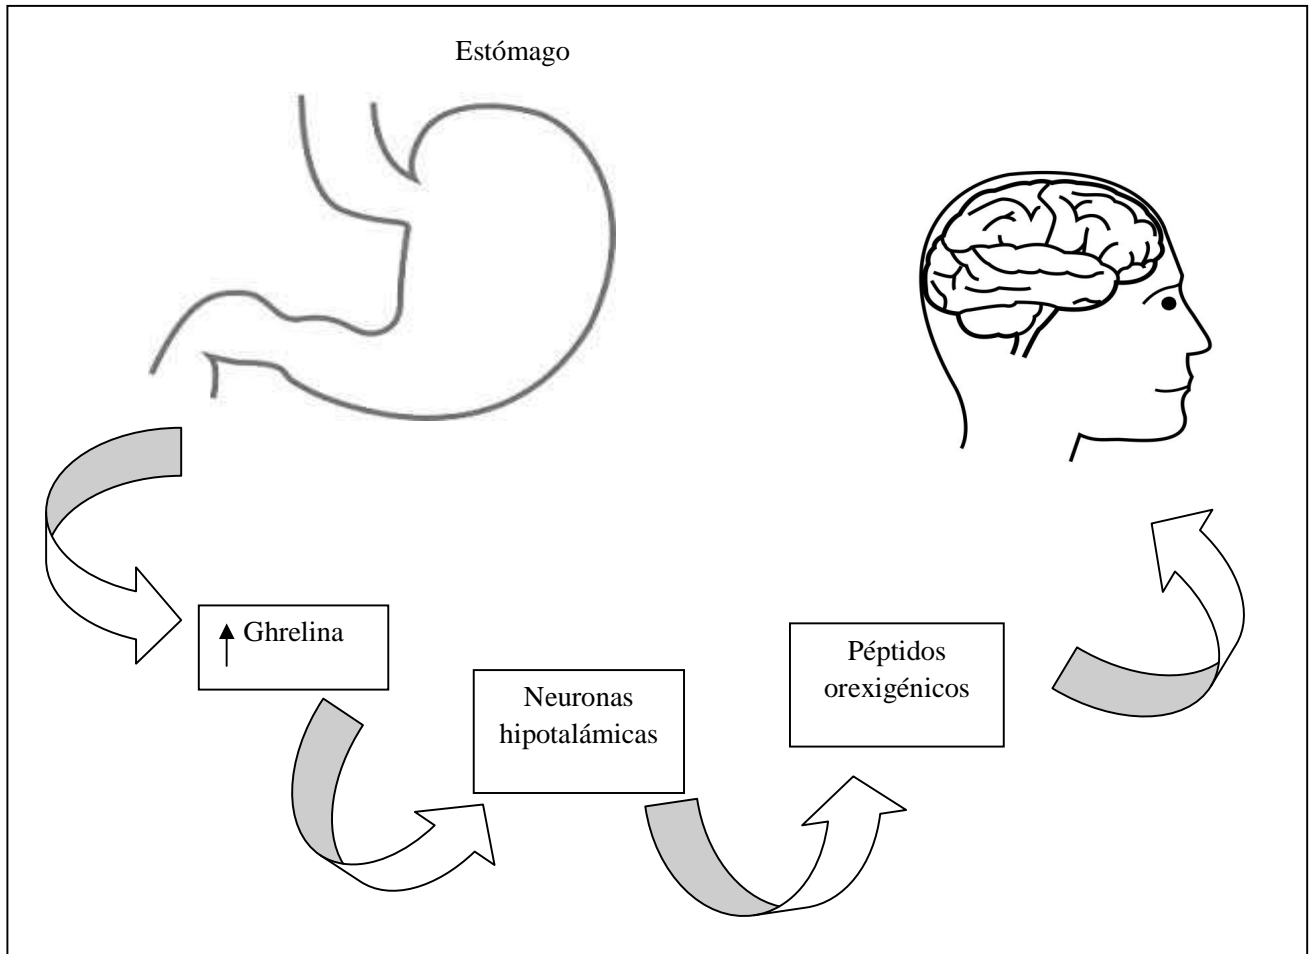 Estómago
Ghrelina
Neuronas
hipotalámicas
Péptidos
orexigénicos